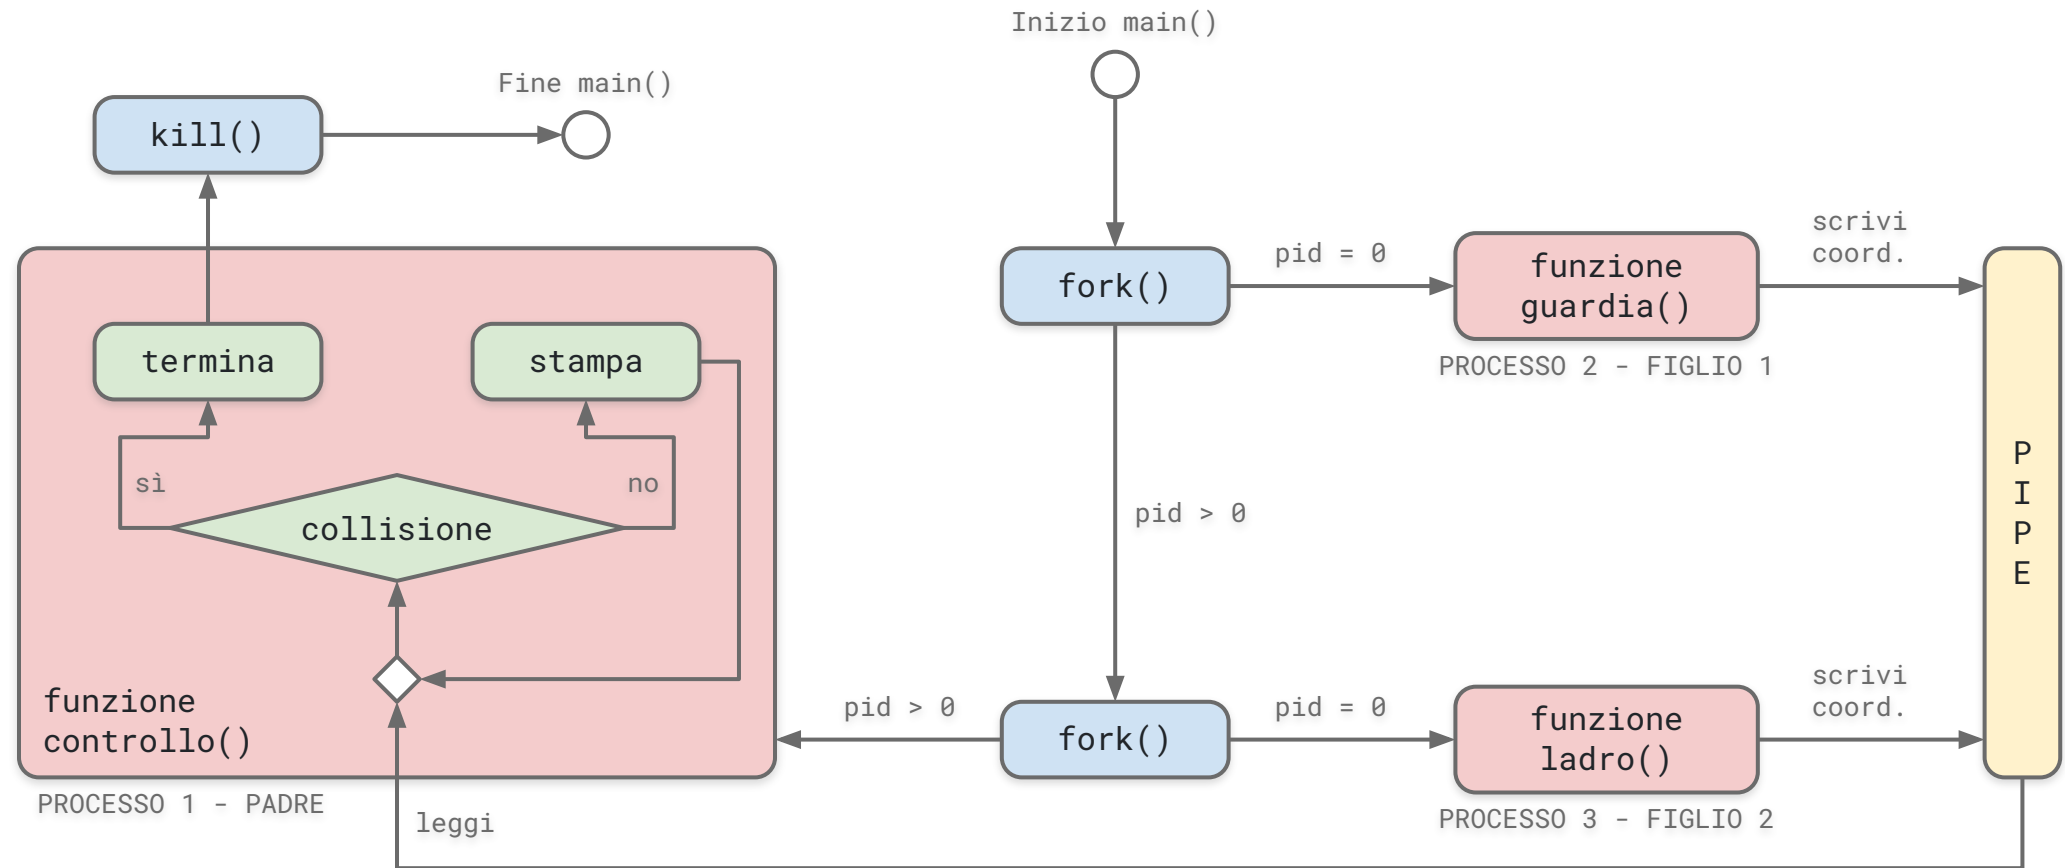 Inizio main()
Fine main()
kill()
fork()
pid = 0
funzione
guardia()
scrivi
coord.
PROCESSO 2 - FIGLIO 1
termina
stampa
sì
no
collisione
pid > 0
P
I
P
E
funzione
controllo()
PROCESSO 1 - PADRE
leggi
pid > 0
fork()
pid = 0
funzione
ladro()
scrivi
coord.
PROCESSO 3 - FIGLIO 2